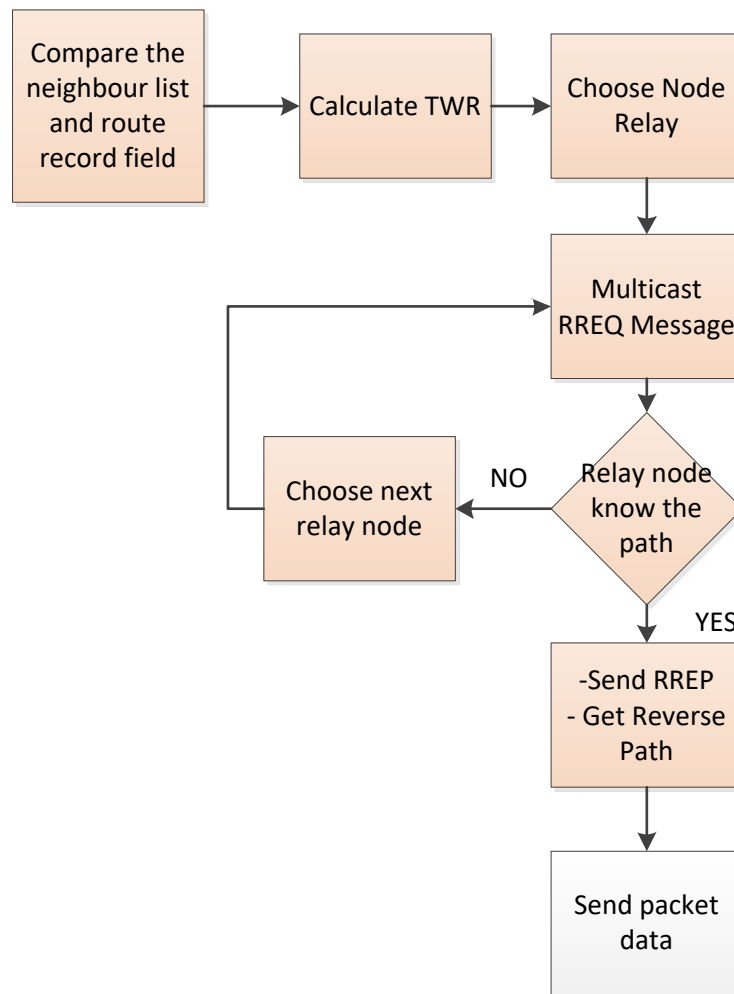 Compare the
neighbour list
and route
record field
Calculate TWR
Choose Node
Relay
Multicast
RREQ Message
Relay node
know the
path
NO
Choose next
relay node
YES
-Send RREP
- Get Reverse
Path
Send packet
data